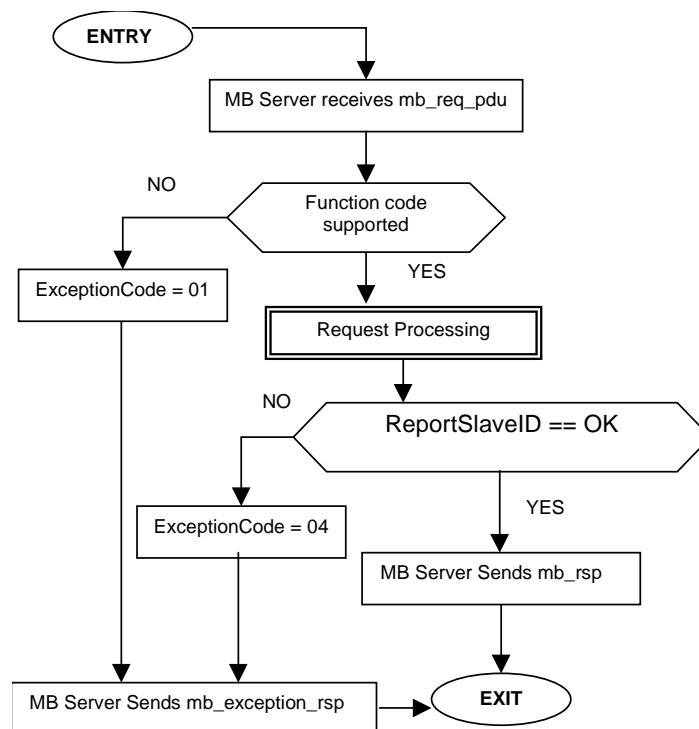 ENTRY
MB Server receives mb_req_pdu
NO
Function code
supported
YES
ExceptionCode = 01
Request Processing
NO
ReportSlaveID == OK
YES
ExceptionCode = 04
MB Server Sends mb_rsp
MB Server Sends mb_exception_rsp
EXIT